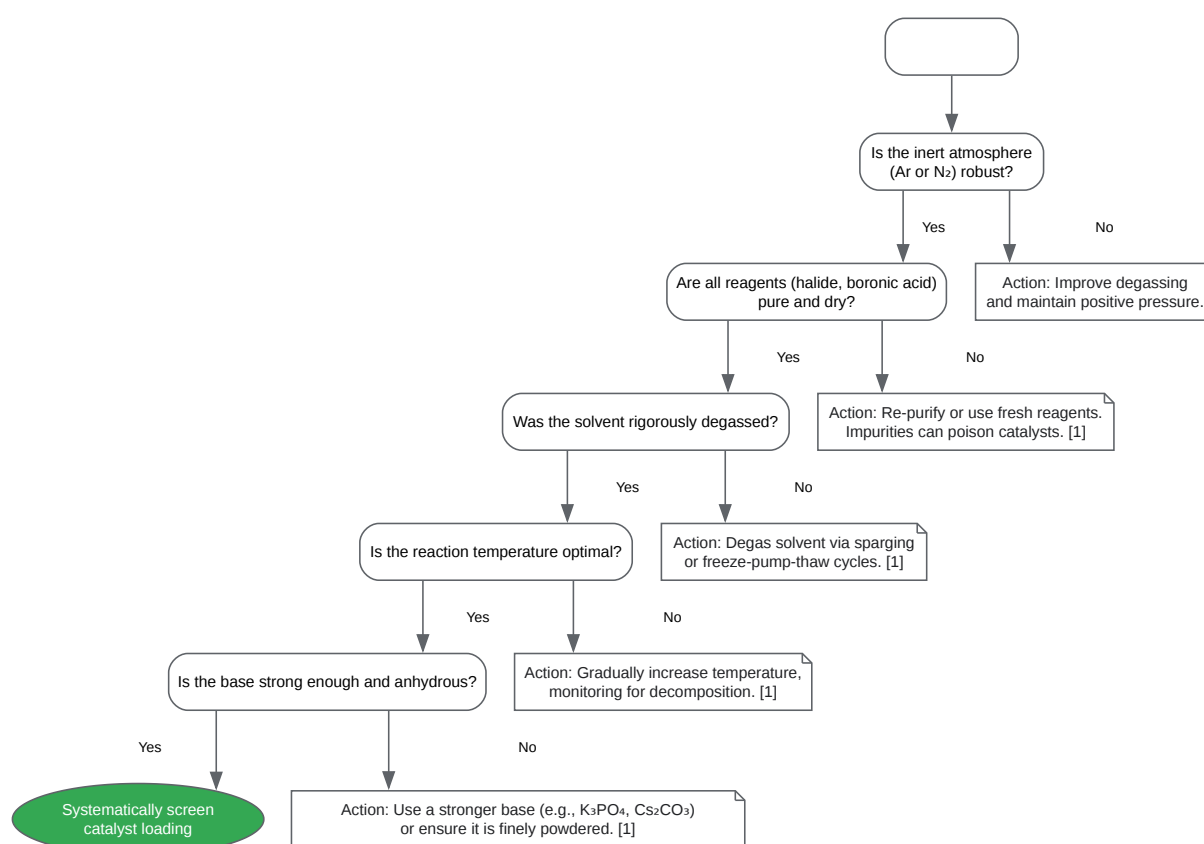 Is the inert atmosphere
(Ar or N₂) robust?
Yes
No
Are all reagents (halide, boronic acid)
pure and dry?
Action: Improve degassing
and maintain positive pressure.
Yes
No
Was the solvent rigorously degassed?
Action: Re-purify or use fresh reagents.
Impurities can poison catalysts. [1]
Yes
No
Is the reaction temperature optimal?
Action: Degas solvent via sparging
or freeze-pump-thaw cycles. [1]
Yes
No
Is the base strong enough and anhydrous?
Action: Gradually increase temperature,
monitoring for decomposition. [1]
Yes
No
Systematically screen
catalyst loading
Action: Use a stronger base (e.g., K₃PO₄, Cs₂CO₃)
or ensure it is finely powdered. [1]